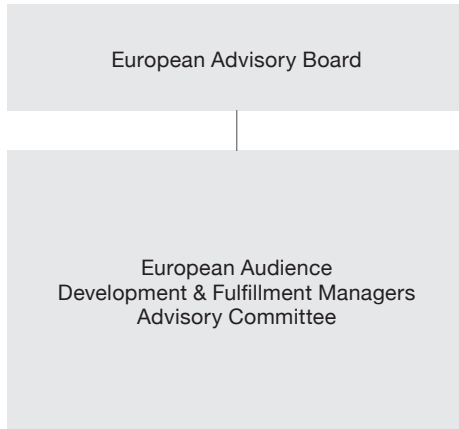 European Advisory Board
European Audience
Development & Fulfillment Managers
Advisory Committee